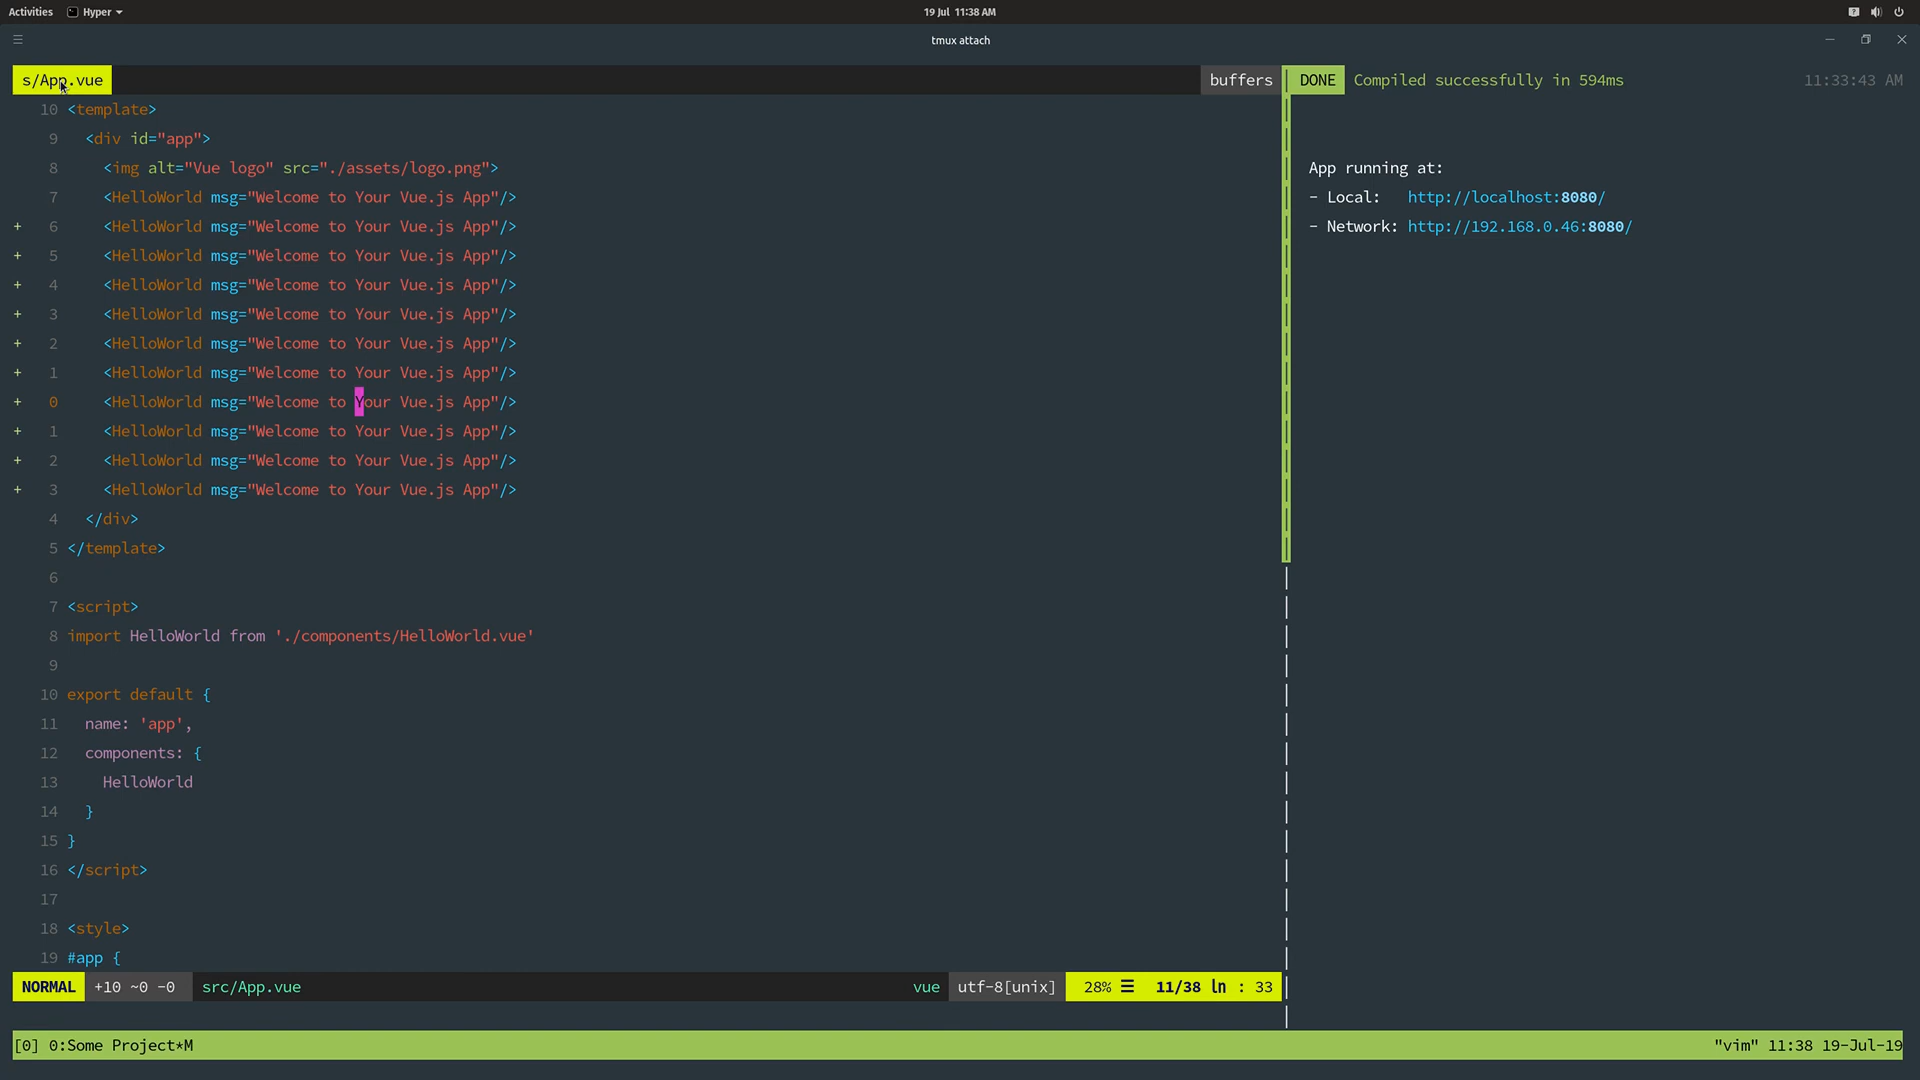 Activities Hyper 19 Jul 11:38 AM
tmux attach
s/App.vue buffers
10 <template>
9 <div id="app">
8 <img alt="Vue logo" src="./assets/logo.png">
7 <HelloWorld msg="Welcome to Your Vue.js App"/>
+ 6 <HelloWorld msg="Welcome to Your Vue.js App"/>
+ 5 <HelloWorld msg="Welcome to Your Vue.js App"/>
+ 4 <HelloWorld msg="Welcome to Your Vue.js App"/>
+ 3 <HelloWorld msg="Welcome to Your Vue.js App"/>
+ 2 <HelloWorld msg="Welcome to Your Vue.js App"/>
+ 1 <HelloWorld msg="Welcome to Your Vue.js App"/>
+ 0 <HelloWorld msg="Welcome to Your Vue.js App"/>
+ 1 <HelloWorld msg="Welcome to Your Vue.js App"/>
+ 2 <HelloWorld msg="Welcome to Your Vue.js App"/>
+ 3 <HelloWorld msg="Welcome to Your Vue.js App"/>
4 </div>
5 </template>
6
7 <script>
8 import HelloWorld from './components/HelloWorld.vue'
9
10 export default {
11 name: 'app',
12 components: {
13 HelloWorld
14 }
15 }
16 </script>
17
18 <style>
19 #app {
NORMAL +10 ~0 -0 src/App.vue vue utf-8[unix] 28% ☰ 11/38 ln : 33
DONE Compiled successfully in 594ms 11:33:43 AM
App running at:
- Local: http://localhost:8080/
- Network: http://192.168.0.46:8080/
[0] 0:Some Project*M "vim" 11:38 19-Jul-19